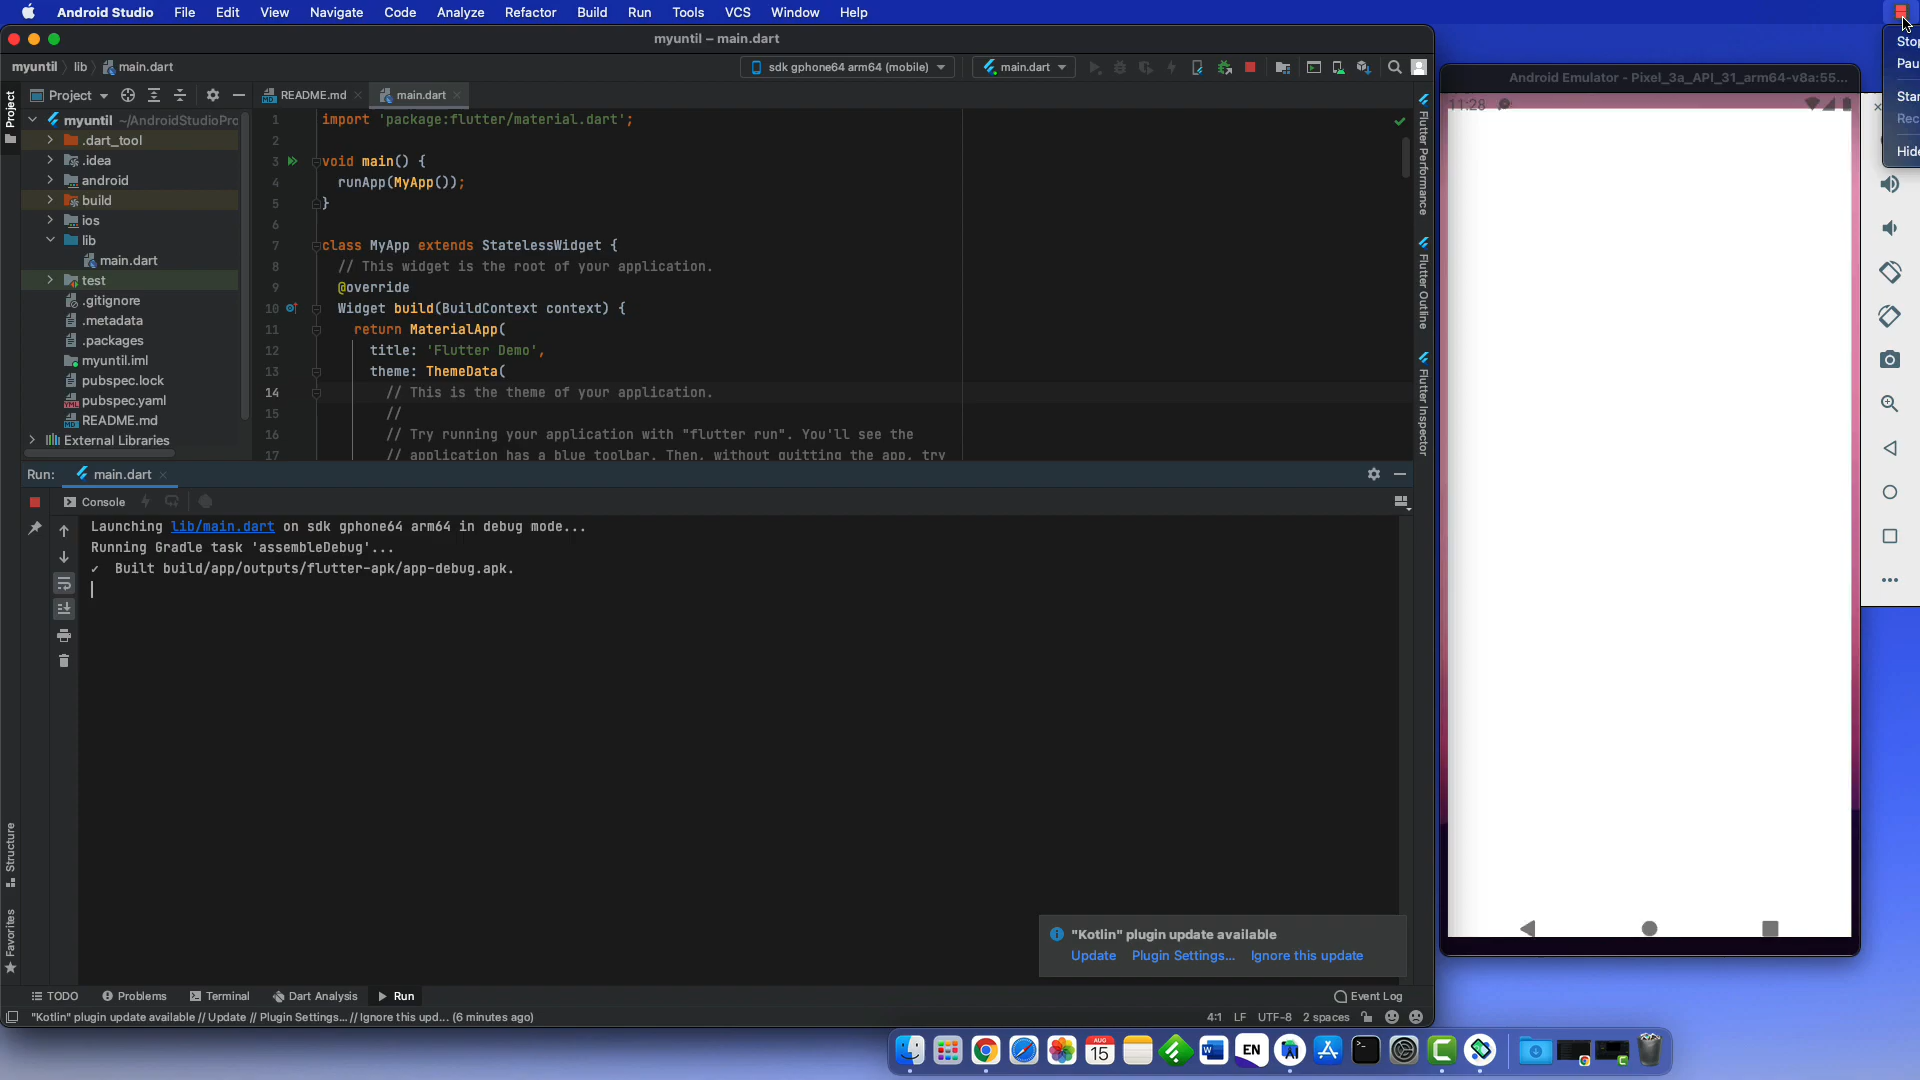 Android Studio File Edit View Navigate Code Analyze Refactor Build Run Tools VCS Window Help
myuntil – main.dart
myuntil lib main.dart
sdk gphone64 arm64 (mobile) main.dart
Project
Project
README.md main.dart
myuntil ~/AndroidStudioPro
.dart_tool
.idea
android
build
ios
lib
main.dart
test
.gitignore
.metadata
.packages
myuntil.iml
pubspec.lock
pubspec.yaml
README.md
External Libraries
1 import 'package:flutter/material.dart';
2
3 void main() {
4 runApp(MyApp());
5 }
6
7 class MyApp extends StatelessWidget {
8 // This widget is the root of your application.
9 @override
10 Widget build(BuildContext context) {
11 return MaterialApp(
12 title: 'Flutter Demo',
13 theme: ThemeData(
14 // This is the theme of your application.
15 //
16 // Try running your application with "flutter run". You'll see the
17 // application has a blue toolbar. Then, without quitting the app, try
Flutter Performance
Flutter Outline
Flutter Inspector
Run: main.dart
Console
Launching lib/main.dart on sdk gphone64 arm64 in debug mode...
Running Gradle task 'assembleDebug'...
✓ Built build/app/outputs/flutter-apk/app-debug.apk.
Structure
Favorites
"Kotlin" plugin update available
Update Plugin Settings... Ignore this update
TODO Problems Terminal Dart Analysis Run Event Log
"Kotlin" plugin update available // Update // Plugin Settings... // Ignore this upd... (6 minutes ago) 4:1 LF UTF-8 2 spaces
Android Emulator - Pixel_3a_API_31_arm64-v8a:55...
11:28
Stop
Pau
Star
Rec
Hide
AUG
15
EN